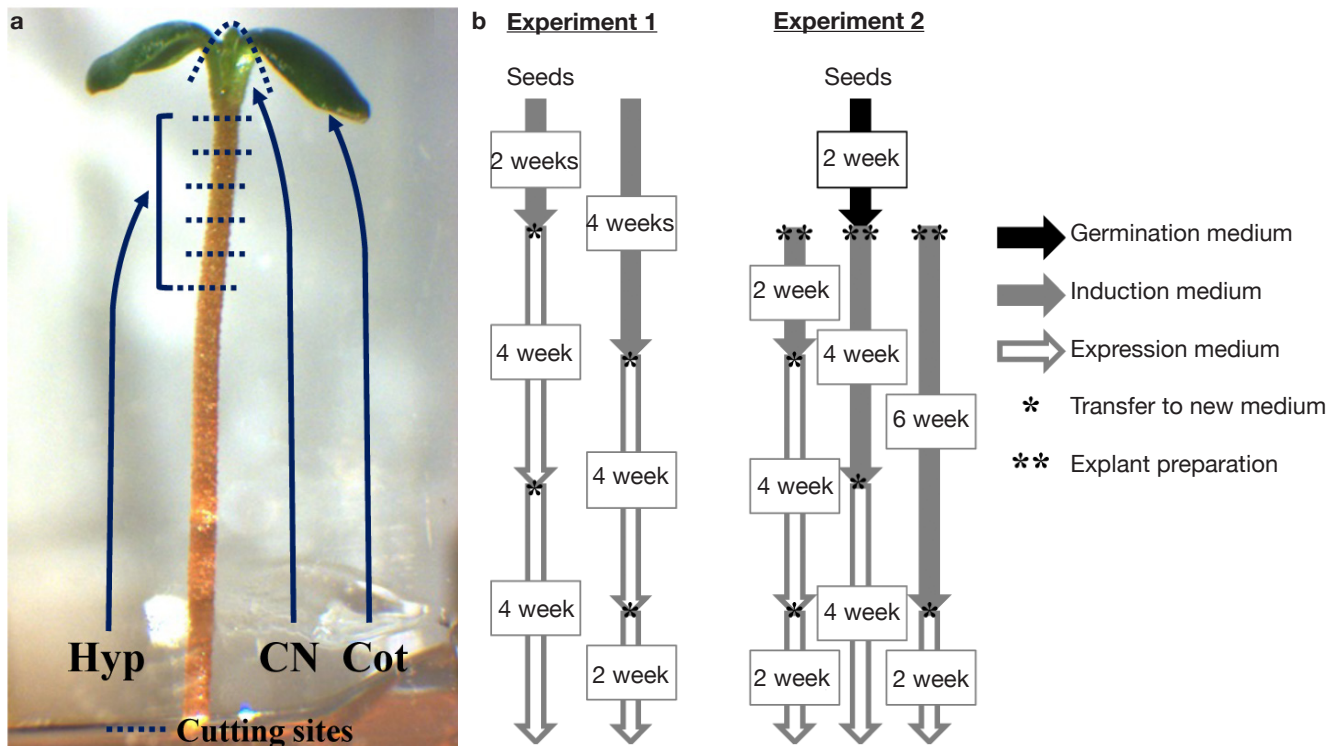 a
Hyp
CN
Cot
Cutting sites
b
Experiment 1
Experiment 2
Seeds
Seeds
2 weeks
4 weeks
*
4 week
*
4 week
*
4 week
*
2 week
2 week
** ** **
2 week
4 week
6 week
*
4 week
*
4 week
*
*
2 week
2 week
Germination medium
Induction medium
Expression medium
* Transfer to new medium
** Explant preparation